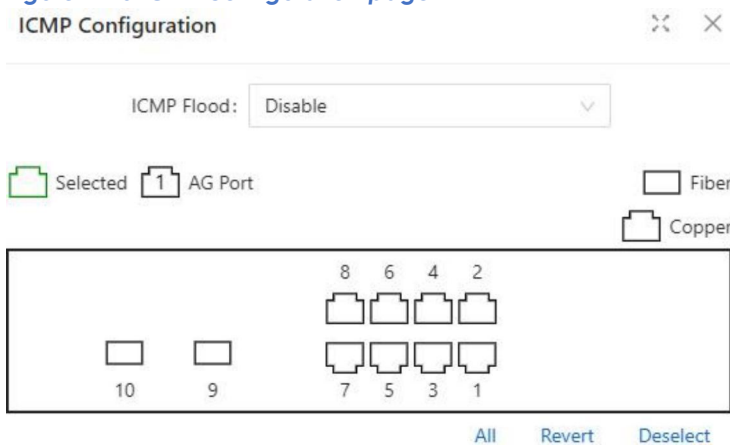 ICMP Configuration
ICMP Flood: Disable
Selected 1 AG Port Fiber
Copper
8 6 4 2
10 9 7 5 3 1
All Revert Deselect